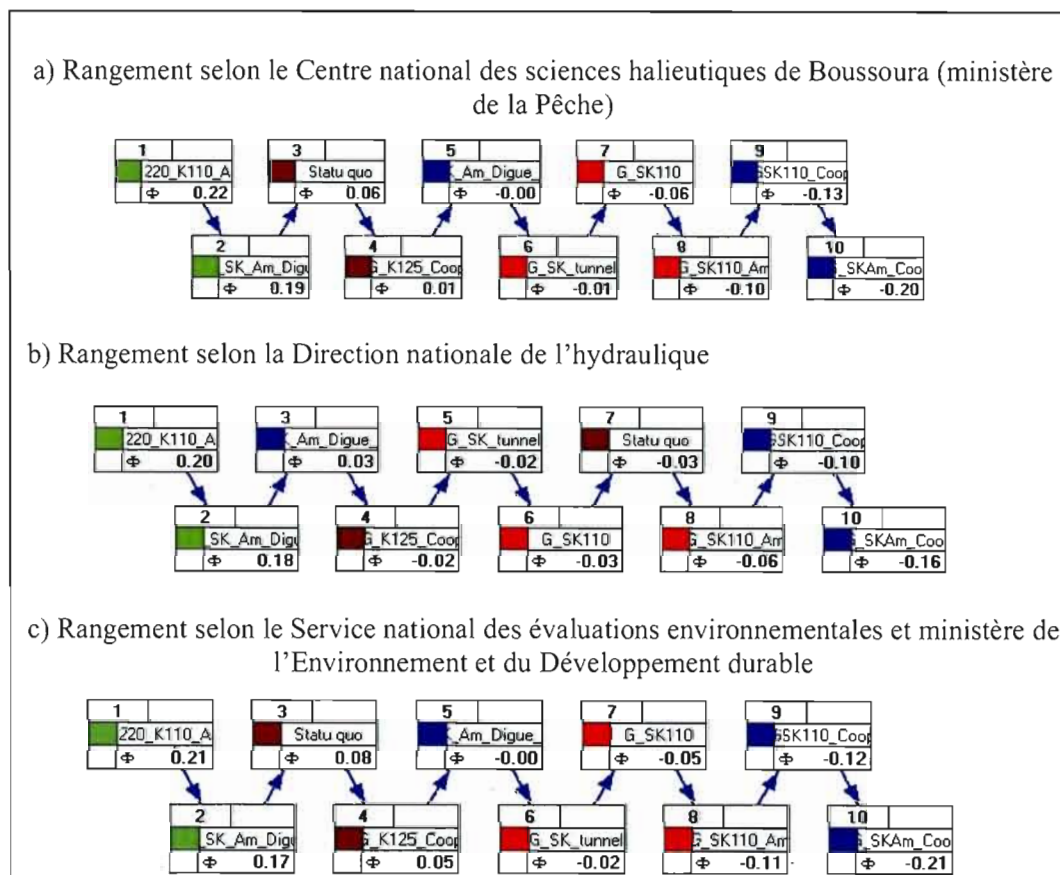 a) Rangement selon le Centre national des sciences halieutiques de Boussoura (ministère
de la Pêche)
1 3 5 7 9
220_K110_A Statu quo _Am_Digue_ G_SK110 SK110_Coop
Φ 0.22 Φ 0.06 Φ -0.00 Φ -0.06 Φ -0.13
2 4 6 8 10
_SK_Am_Digu G_K125_Coop G_SK_tunnel G_SK110_Am _SKAm_Coo
Φ 0.19 Φ 0.01 Φ -0.01 Φ -0.10 Φ -0.20
b) Rangement selon la Direction nationale de l'hydraulique
1 3 5 7 9
220_K110_A _Am_Digue_ G_SK_tunnel Statu quo SK110_Coop
Φ 0.20 Φ 0.03 Φ -0.02 Φ -0.03 Φ -0.10
2 4 6 8 10
_SK_Am_Digu G_K125_Coop G_SK110 G_SK110_Am G_SKAm_Coo
Φ 0.18 Φ -0.02 Φ -0.03 Φ -0.06 Φ -0.16
c) Rangement selon le Service national des évaluations environnementales et ministère de
l'Environnement et du Développement durable
1 3 5 7 9
220_K110_A Statu quo _Am_Digue_ G_SK110 SK110_Coop
Φ 0.21 Φ 0.08 Φ -0.00 Φ -0.05 Φ -0.12
2 4 6 8 10
_SK_Am_Digu G_K125_Coop G_SK_tunnel G_SK110_Am G_SKAm_Coo
Φ 0.17 Φ 0.05 Φ -0.02 Φ -0.11 Φ -0.21